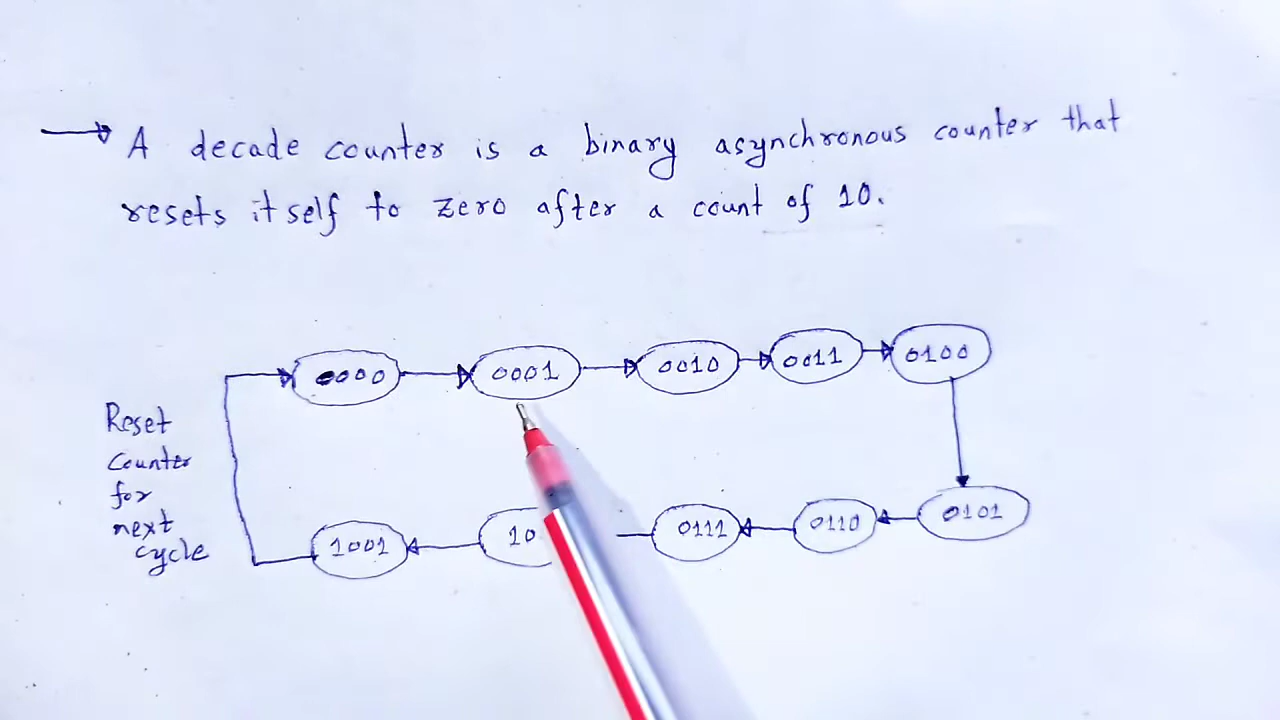 A decade counter is a binary asynchronous counter that
resets itself to zero after a count of 10.
0000 0001 0010 0011 0100
Reset
counter
for
next
cycle
1001 10 0111 0110 0101